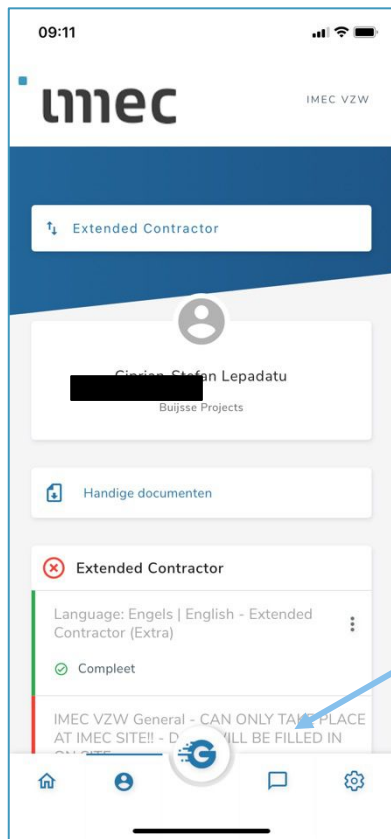 09:11
imec
IMEC VZW
Extended Contractor
Lepadatu
Buijsse Projects
Handige documenten
Extended Contractor
Language: Engels | English - Extended
Contractor (Extra)
Compleet
IMEC VZW General - CAN ONLY TAKE PLACE
AT IMEC SITE!! - WILL BE FILLED IN